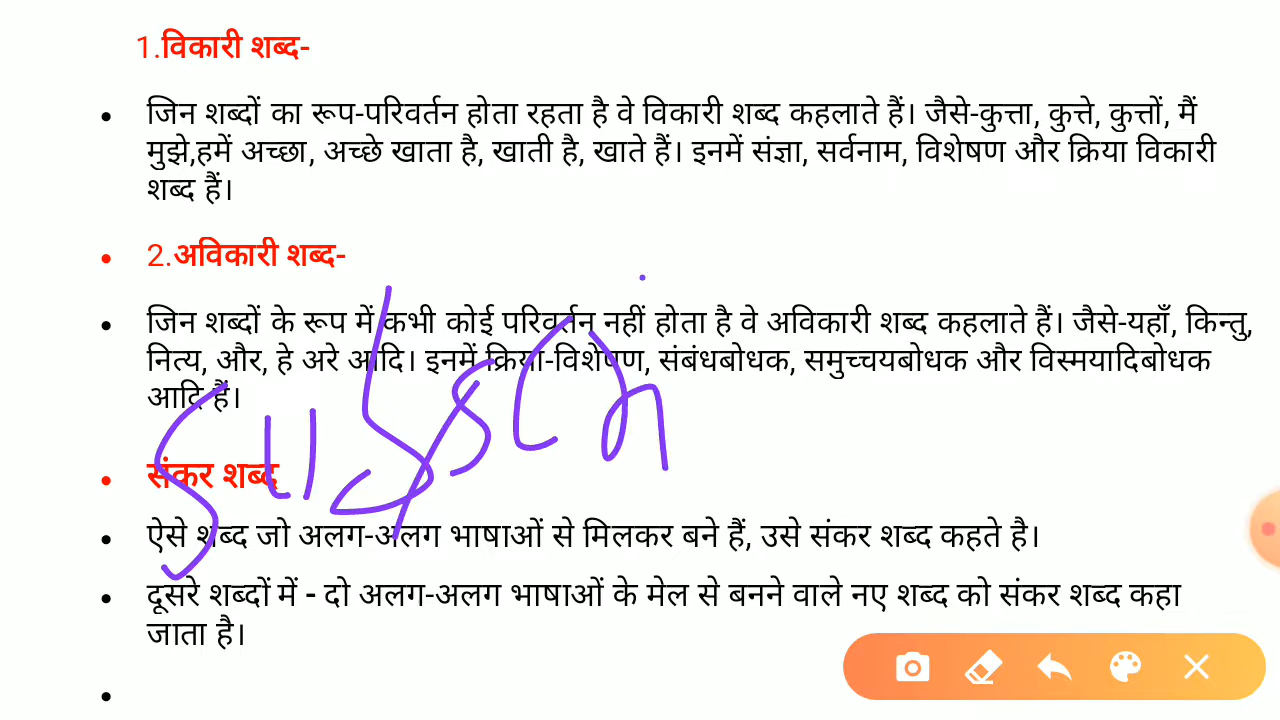 1.विकारी शब्द-
• जिन शब्दों का रूप-परिवर्तन होता रहता है वे विकारी शब्द कहलाते हैं। जैसे-कुत्ता, कुत्ते, कुत्तों, मैं
मुझे,हमें अच्छा, अच्छे खाता है, खाती है, खाते हैं। इनमें संज्ञा, सर्वनाम, विशेषण और क्रिया विकारी
शब्द हैं।
• 2.अविकारी शब्द-
• जिन शब्दों के रूप में कभी कोई परिवर्तन नहीं होता है वे अविकारी शब्द कहलाते हैं। जैसे-यहाँ, किन्तु,
नित्य, और, हे अरे आदि। इनमें क्रिया-विशेषण, संबंधबोधक, समुच्चयबोधक और विस्मयादिबोधक
आदि हैं।
• संकर शब्द
• ऐसे शब्द जो अलग-अलग भाषाओं से मिलकर बने हैं, उसे संकर शब्द कहते है।
• दूसरे शब्दों में - दो अलग-अलग भाषाओं के मेल से बनने वाले नए शब्द को संकर शब्द कहा
जाता है।